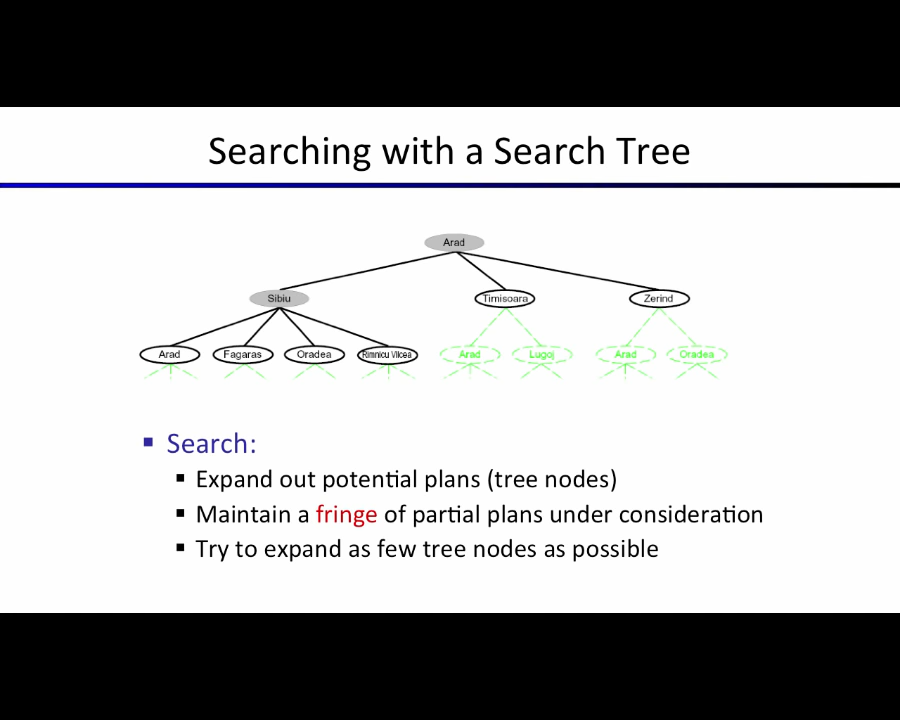 Searching with a Search Tree
Arad
Sibiu
Timisoara
Zerind
Arad
Fagaras
Oradea
Rimnicu Vilcea
Arad
Lugoj
Arad
Oradea
▪ Search:
▪ Expand out potential plans (tree nodes)
▪ Maintain a fringe of partial plans under consideration
▪ Try to expand as few tree nodes as possible